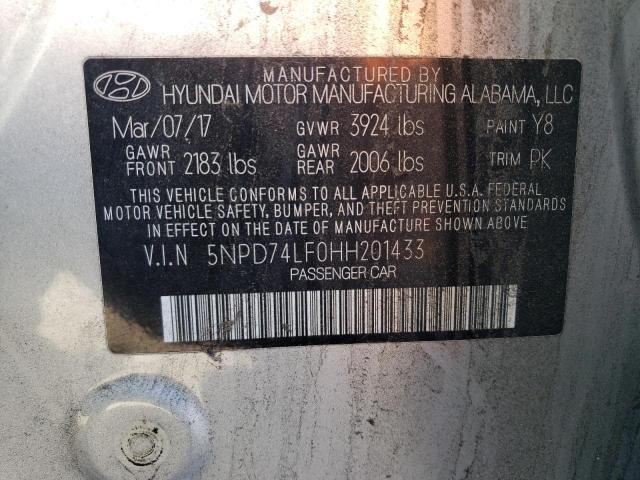 MANUFACTURED BY
HYUNDAI MOTOR MANUFACTURING ALABAMA, LLC
Mar/07/17 GVWR 3924 lbs PAINT Y8
GAWR FRONT 2183 lbs GAWR REAR 2006 lbs TRIM PK
THIS VEHICLE CONFORMS TO ALL APPLICABLE U.S.A. FEDERAL
MOTOR VEHICLE SAFETY, BUMPER, AND THEFT PREVENTION STANDARDS
IN EFFECT ON THE DATE OF MANUFACTURE SHOWN ABOVE
V.I.N 5NPD74LF0HH201433
PASSENGER CAR